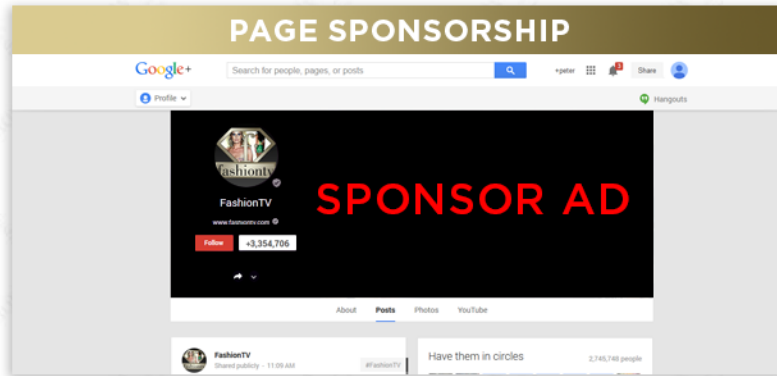 PAGE SPONSORSHIP
Google+
Search for people, pages, or posts
+peter
3
Share
Profile
Hangouts
fashiontv
FashionTV
www.fashiontv.com
SPONSOR AD
Follow
+3,354,706
About Posts Photos YouTube
FashionTV
Shared publicly - 11:09 AM
#FashionTV
Have them in circles
2,745,746 people